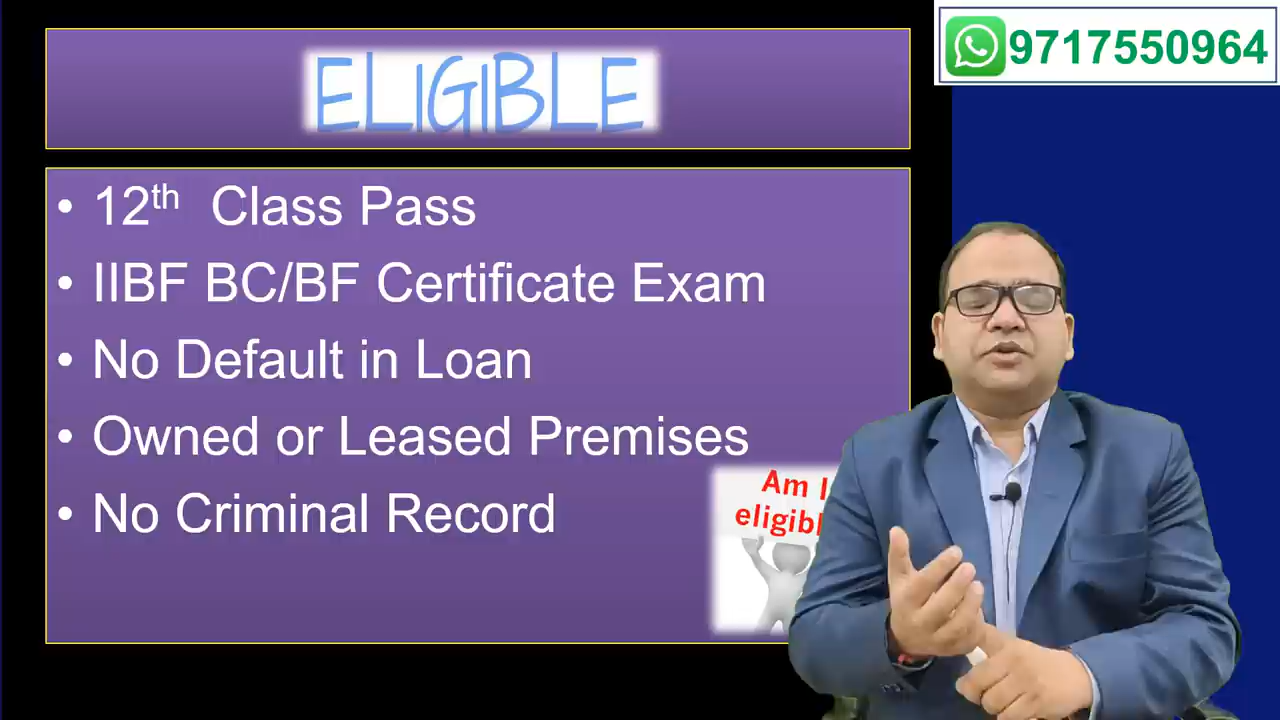 9717550964
ELIGIBLE
• 12th Class Pass
• IIBF BC/BF Certificate Exam
• No Default in Loan
• Owned or Leased Premises
• No Criminal Record
Am I